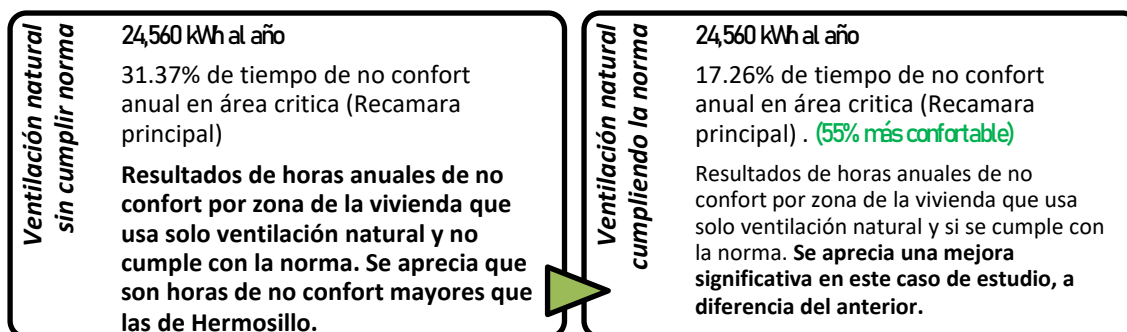 Ventilación natural
sin cumplir norma
24,560 kWh al año
31.37% de tiempo de no confort
anual en área critica (Recamara
principal)
Resultados de horas anuales de no
confort por zona de la vivienda que
usa solo ventilación natural y no
cumple con la norma. Se aprecia que
son horas de no confort mayores que
las de Hermosillo.
Ventilación natural
cumpliendo la norma
24,560 kWh al año
17.26% de tiempo de no confort
anual en área critica (Recamara
principal) . (55% más confortable)
Resultados de horas anuales de no
confort por zona de la vivienda que usa
solo ventilación natural y si se cumple con
la norma. Se aprecia una mejora
significativa en este caso de estudio, a
diferencia del anterior.